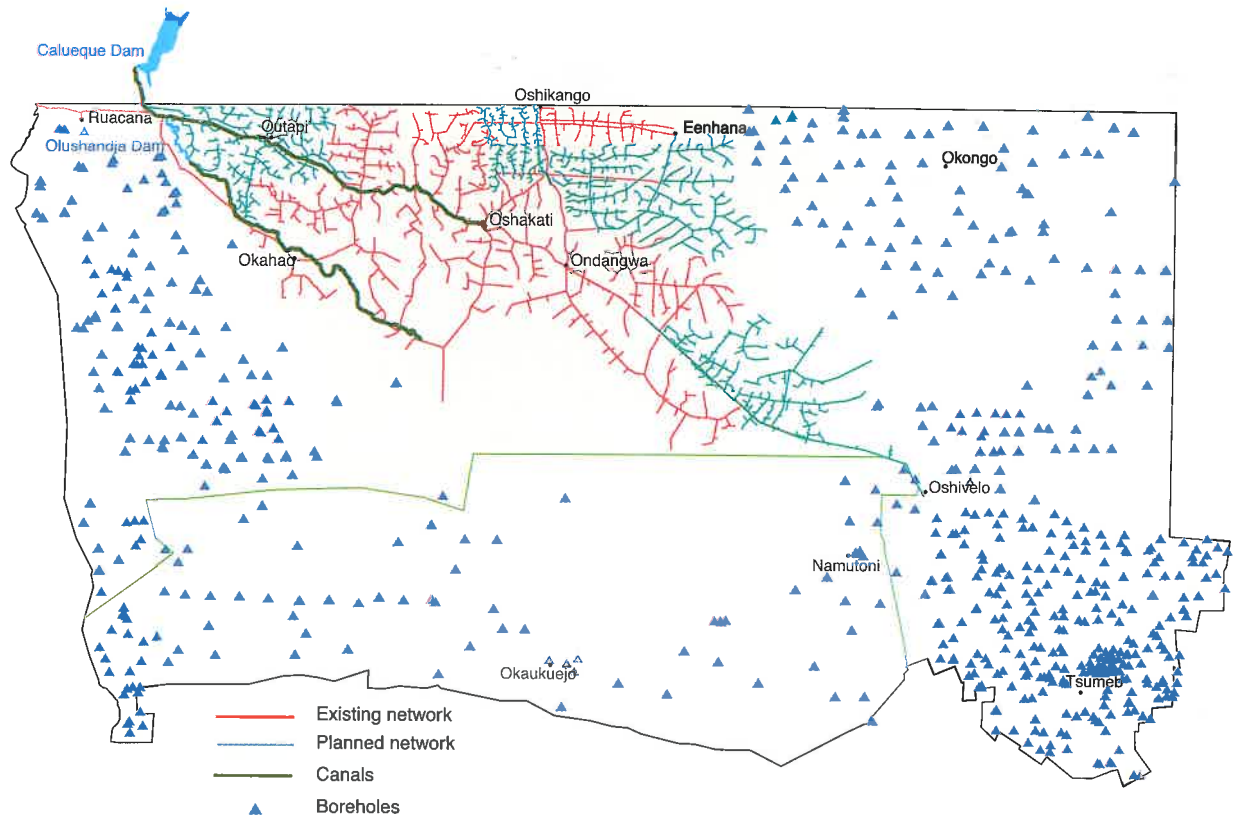 Calueque Dam
Oshikango
Ruacana
Outapi
Eenhana
Olushandja Dam
Okongo
Oshakati
Okahao
Ondangwa
Oshivelo
Namutoni
Okaukuejo
Tsumeb
Existing network
Planned network
Canals
Boreholes